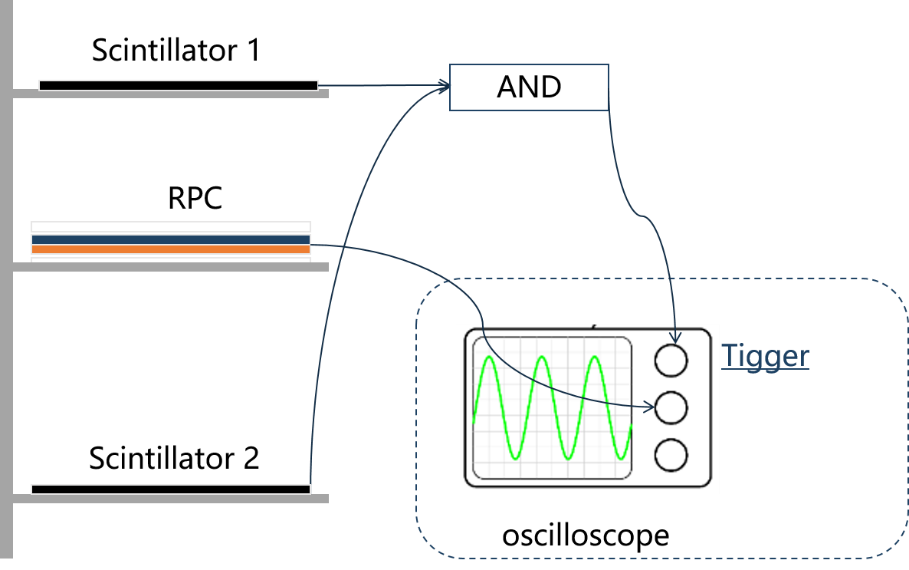 Scintillator 1
AND
RPC
Tigger
Scintillator 2
oscilloscope